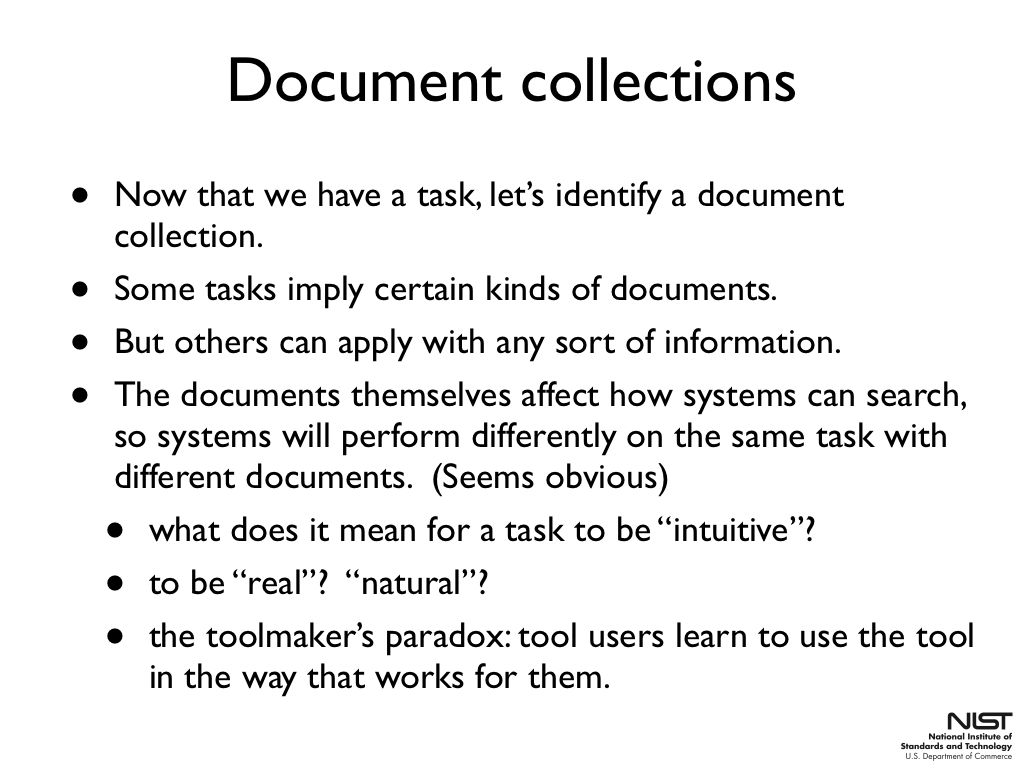 Document collections
• Now that we have a task, let’s identify a document
collection.
• Some tasks imply certain kinds of documents.
• But others can apply with any sort of information.
• The documents themselves affect how systems can search,
so systems will perform differently on the same task with
different documents.  (Seems obvious)
• what does it mean for a task to be “intuitive”?
• to be “real”?  “natural”?
• the toolmaker’s paradox: tool users learn to use the tool
in the way that works for them.
NIST
National Institute of
Standards and Technology
U.S. Department of Commerce